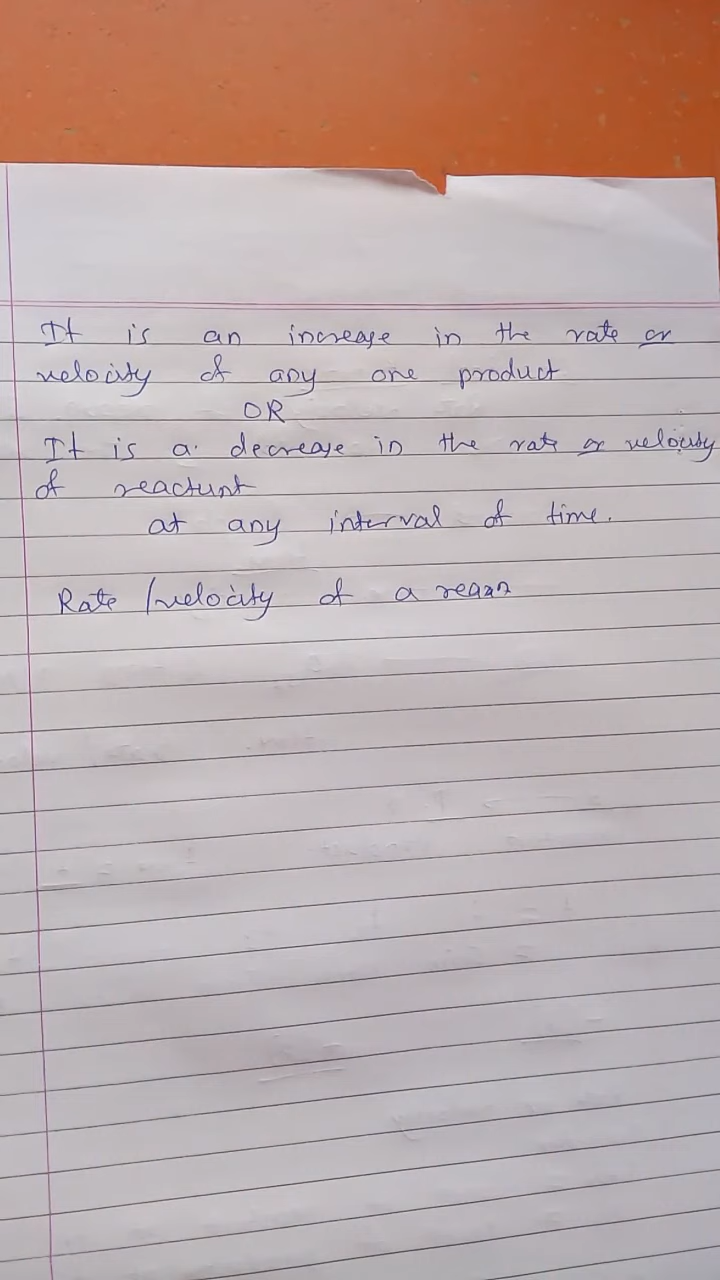 It is an increase in the rate or
velocity of any one product
OR
It is a decrease in the rate or velocity
of reactunt
at any interval of time.
Rate /velocity of a